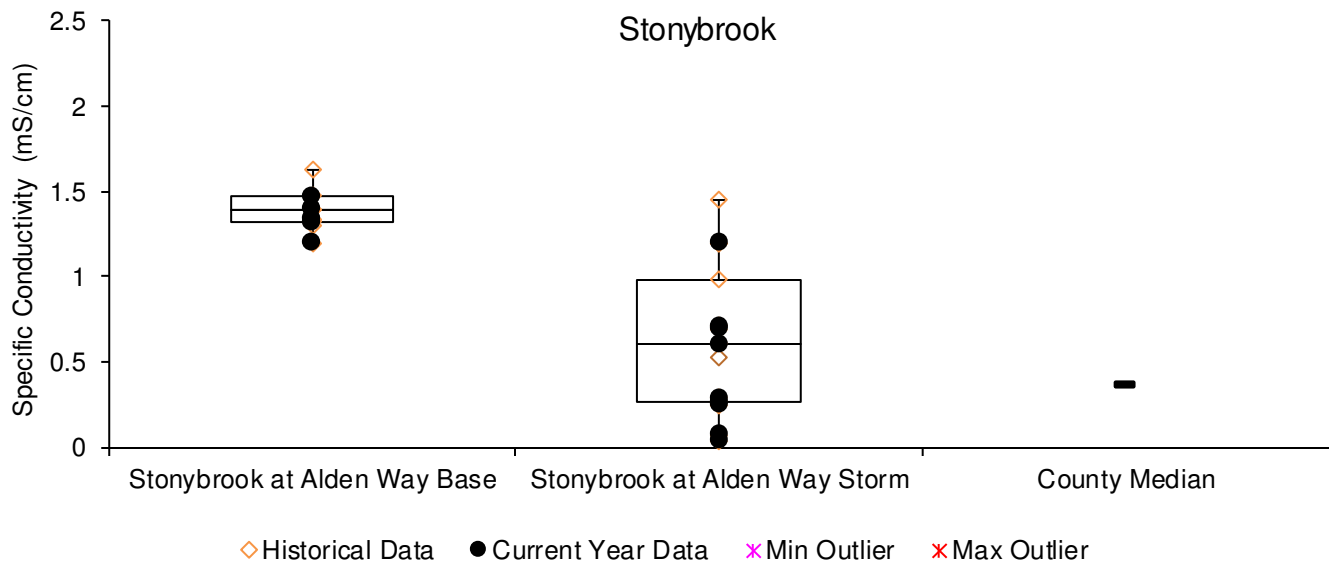 Stonybrook
Specific Conductivity (mS/cm)
2.5
2
1.5
1
0.5
0
Stonybrook at Alden Way Base
Stonybrook at Alden Way Storm
County Median
Historical Data
Current Year Data
Min Outlier
Max Outlier